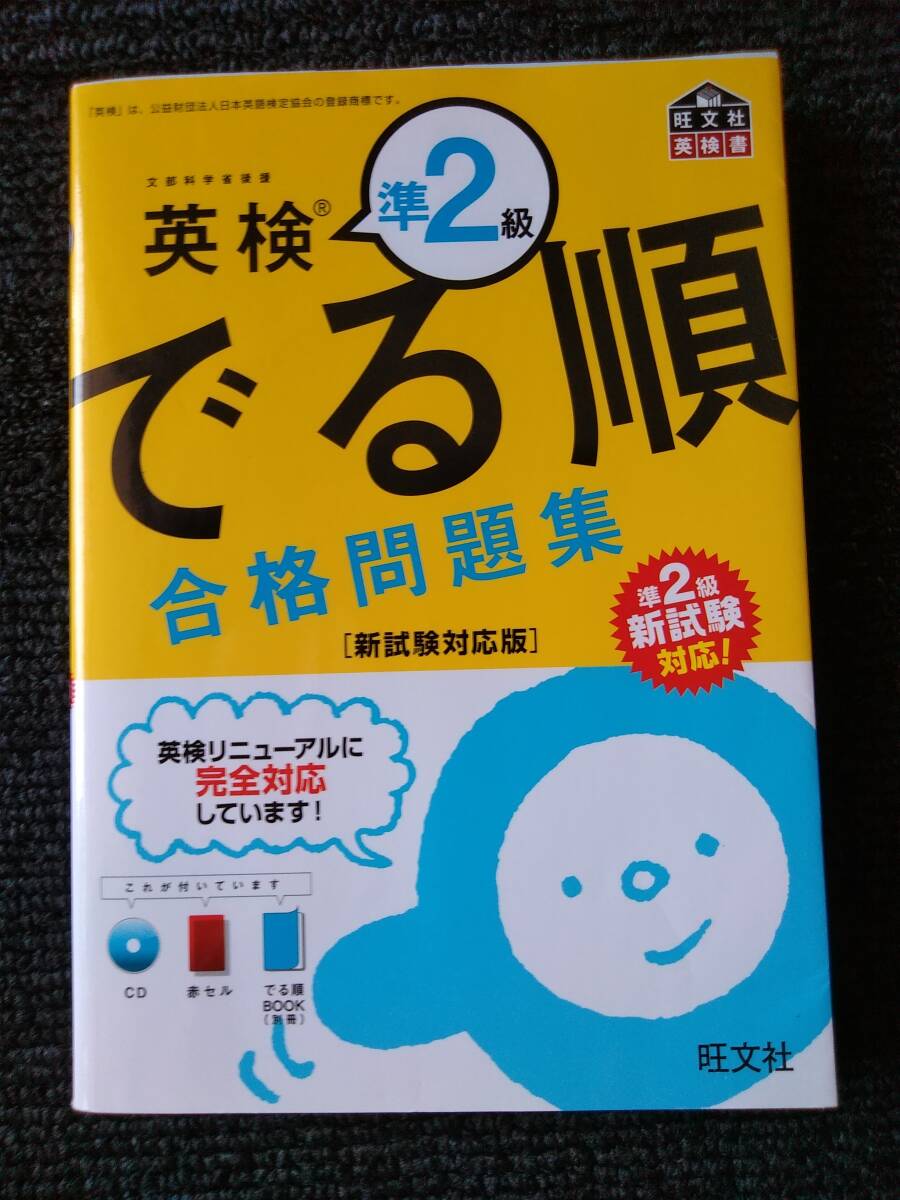 「英検」は、公益財団法人日本英語検定協会の登録商標です。
旺文社
英検書
文部科学省後援
英検®
準2級
でる順
合格問題集
[新試験対応版]
準2級
新試験
対応!
英検リニューアルに
完全対応
しています!
これが付いています
CD
赤セル
でる順
BOOK
(別冊)
旺文社